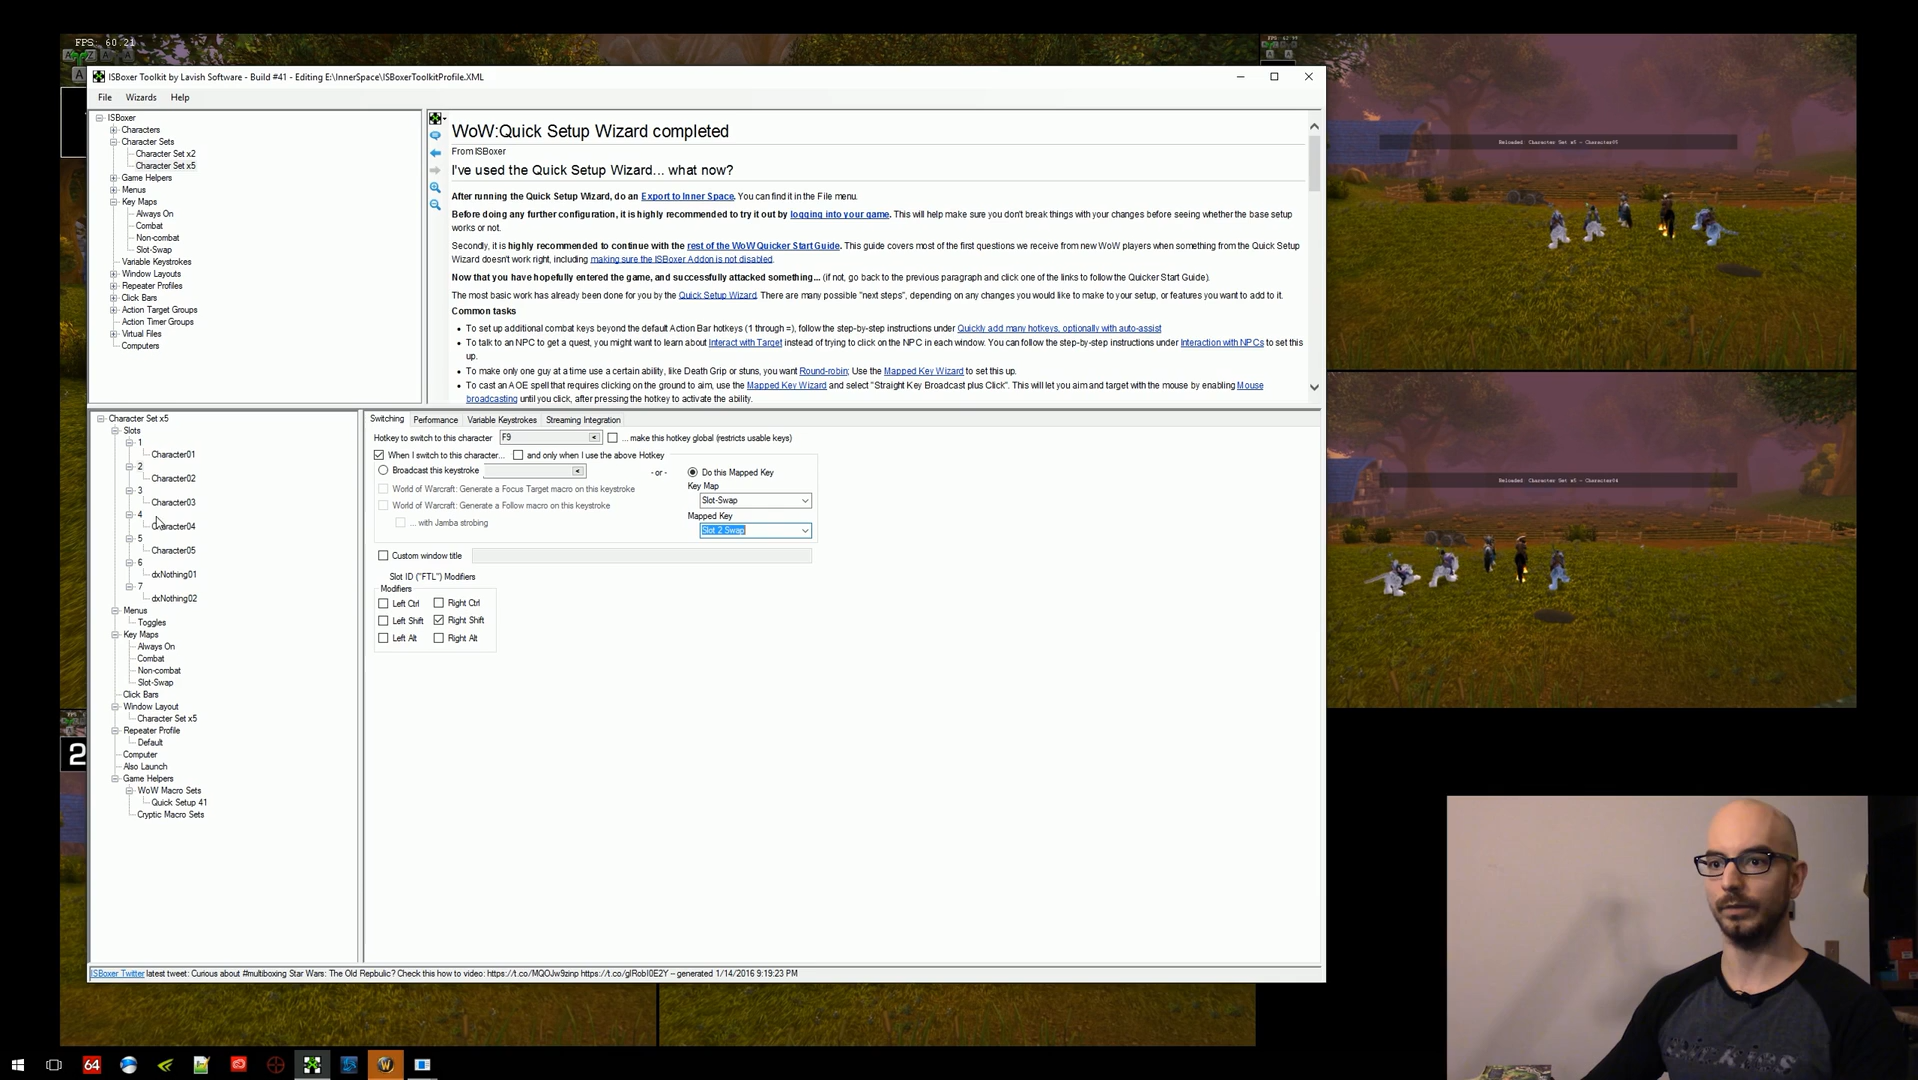 FPS: 60.21
ISBoxer Toolkit by Lavish Software - Build #41 - Editing E:\InnerSpace\ISBoxerToolkitProfile.XML
File Wizards Help
ISBoxer
Characters
Character Sets
Character Set x2
Character Set x5
Game Helpers
Menus
Key Maps
Always On
Combat
Non-combat
Slot-Swap
Variable Keystrokes
Window Layouts
Repeater Profiles
Click Bars
Action Target Groups
Action Timer Groups
Virtual Files
Computers
WoW:Quick Setup Wizard completed
From ISBoxer
I've used the Quick Setup Wizard... what now?
After running the Quick Setup Wizard, do an Export to Inner Space. You can find it in the File menu.
Before doing any further configuration, it is highly recommended to try it out by logging into your game. This will help make sure you don't break things with your changes before seeing whether the base setup
works or not.
Secondly, it is highly recommended to continue with the rest of the WoW Quicker Start Guide. This guide covers most of the first questions we receive from new WoW players when something from the Quick Setup
Wizard doesn't work right, including making sure the ISBoxer Addon is not disabled.
Now that you have hopefully entered the game, and successfully attacked something... (if not, go back to the previous paragraph and click one of the links to follow the Quicker Start Guide).
The most basic work has already been done for you by the Quick Setup Wizard. There are many possible "next steps", depending on any changes you would like to make to your setup, or features you want to add to it.
Common tasks
• To set up additional combat keys beyond the default Action Bar hotkeys (1 through =), follow the step-by-step instructions under Quickly add many hotkeys, optionally with auto-assist
• To talk to an NPC to get a quest, you might want to learn about Interact with Target instead of trying to click on the NPC in each window. You can follow the step-by-step instructions under Interaction with NPCs to set this
up.
• To make only one guy at a time use a certain ability, like Death Grip or stuns, you want Round-robin; Use the Mapped Key Wizard to set this up.
• To cast an AOE spell that requires clicking on the ground to aim, use the Mapped Key Wizard and select "Straight Key Broadcast plus Click". This will let you aim and target with the mouse by enabling Mouse
broadcasting until you click, after pressing the hotkey to activate the ability.
Character Set x5
Slots
1
Character01
2
Character02
3
Character03
4
Character04
5
Character05
6
dxNothing01
7
dxNothing02
Menus
Toggles
Key Maps
Always On
Combat
Non-combat
Slot-Swap
Click Bars
Window Layout
Character Set x5
Repeater Profile
Default
Computer
Also Launch
Game Helpers
WoW Macro Sets
Quick Setup 41
Cryptic Macro Sets
Switching Performance Variable Keystrokes Streaming Integration
Hotkey to switch to this character F9 < ... make this hotkey global (restricts usable keys)
When I switch to this character... and only when I use the above Hotkey
Broadcast this keystroke < - or - Do this Mapped Key
World of Warcraft: Generate a Focus Target macro on this keystroke
World of Warcraft: Generate a Follow macro on this keystroke
... with Jamba strobing
Key Map
Slot-Swap
Mapped Key
Slot 2 Swap
Custom window title
Slot ID ("FTL") Modifiers
Modifiers
Left Ctrl Right Ctrl
Left Shift Right Shift
Left Alt Right Alt
ISBoxer Twitter latest tweet: Curious about #multiboxing Star Wars: The Old Repbulic? Check this how to video: https://t.co/MQOJw9zinp https://t.co/glRobI0E2Y -- generated 1/14/2016 9:19:23 PM
Reloaded Character Set x5 - Character05
Reloaded Character Set x5 - Character04
2
64